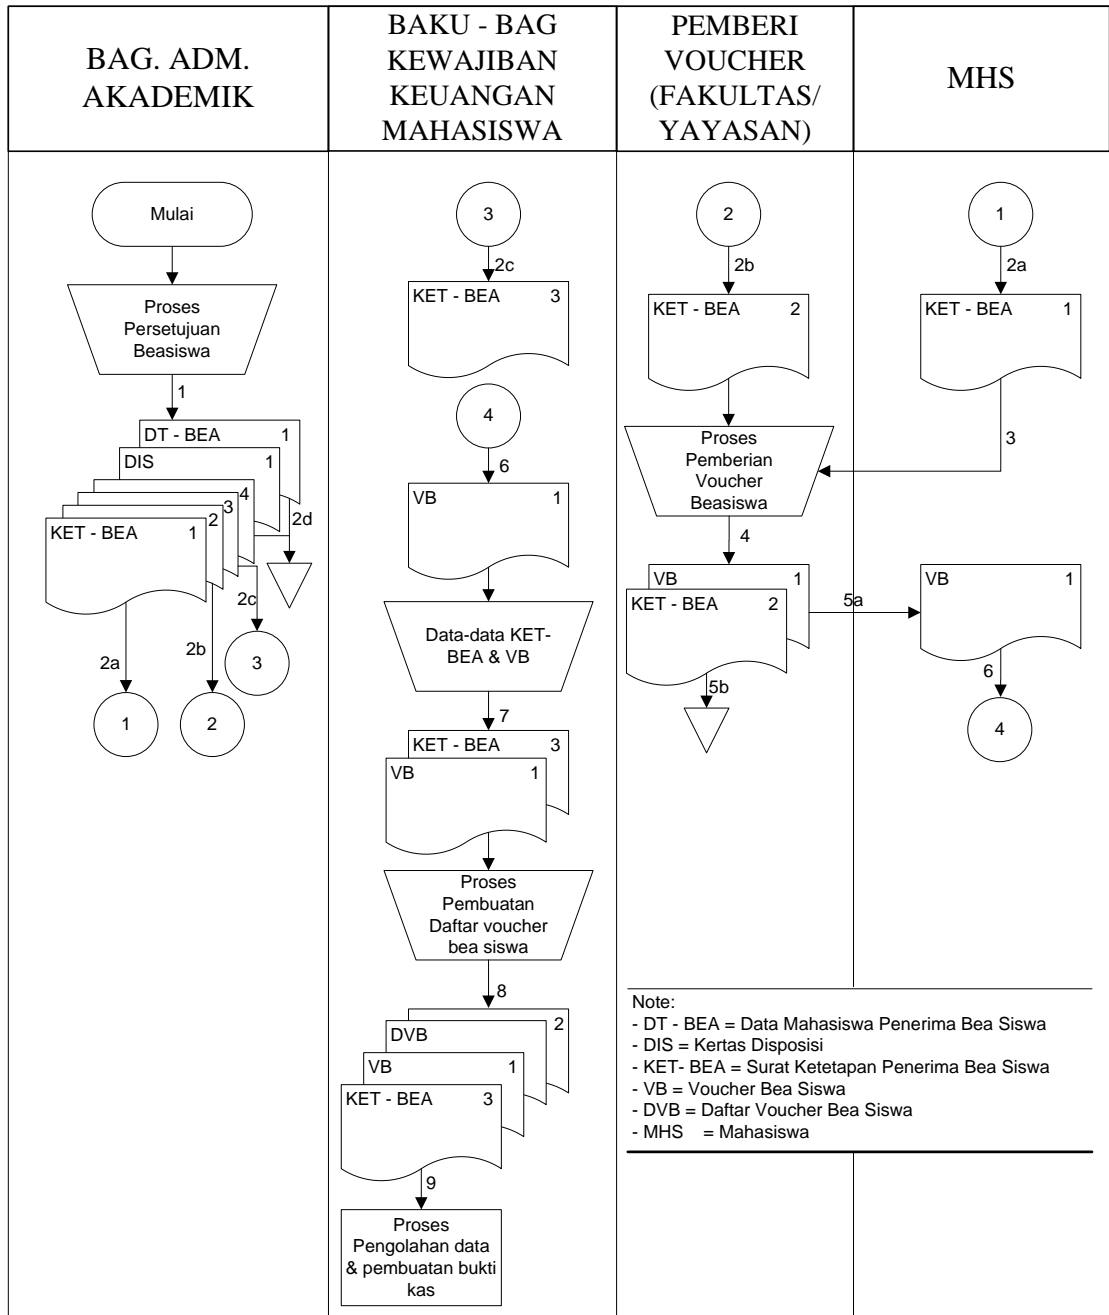 BAG. ADM.
AKADEMIK
BAKU - BAG
KEWAJIBAN
KEUANGAN
MAHASISWA
PEMBERI
VOUCHER
(FAKULTAS/
YAYASAN)
MHS
Mulai
Proses
Persetujuan
Beasiswa
1
DT - BEA 1
DIS 1
4
3
2
KET - BEA 1
2d
2c
2b
2a
3
1
2
3
2c
KET - BEA 3
4
6
VB 1
Data-data KET-
BEA & VB
7
KET - BEA 3
VB 1
Proses
Pembuatan
Daftar voucher
bea siswa
8
2
DVB
VB 1
KET - BEA 3
9
Proses
Pengolahan data
& pembuatan bukti
kas
2
2b
KET - BEA 2
Proses
Pemberian
Voucher
Beasiswa
4
VB 1
KET - BEA 2
5a
5b
1
2a
KET - BEA 1
3
VB 1
6
4
Note:
- DT - BEA = Data Mahasiswa Penerima Bea Siswa
- DIS = Kertas Disposisi
- KET- BEA = Surat Ketetapan Penerima Bea Siswa
- VB = Voucher Bea Siswa
- DVB = Daftar Voucher Bea Siswa
- MHS = Mahasiswa